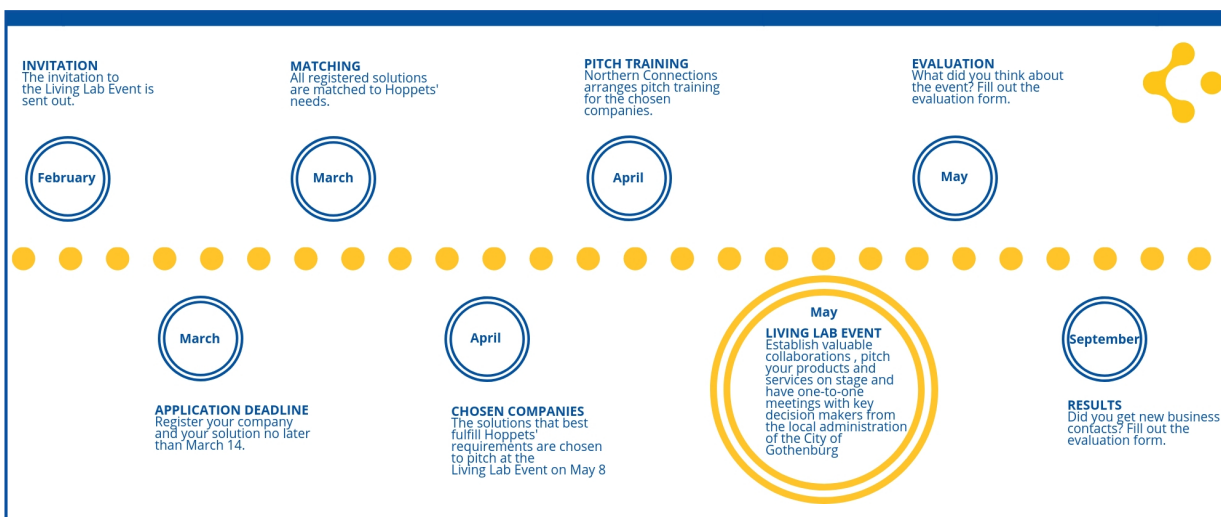 INVITATION
The invitation to
the Living Lab Event is
sent out.
February
March
APPLICATION DEADLINE
Register your company
and your solution no later
than March 14.
MATCHING
All registered solutions
are matched to Hoppets'
needs.
March
April
CHOSEN COMPANIES
The solutions that best
fulfill Hoppets'
requirements are chosen
to pitch at the
Living Lab Event on May 8
PITCH TRAINING
Northern Connections
arranges pitch training
for the chosen
companies.
April
May
LIVING LAB EVENT
Establish valuable
collaborations , pitch
your products and
services on stage and
have one-to-one
meetings with key
decision makers from
the local administration
of the City of
Gothenburg
EVALUATION
What did you think about
the event? Fill out the
evaluation form.
May
September
RESULTS
Did you get new business
contacts? Fill out the
evaluation form.